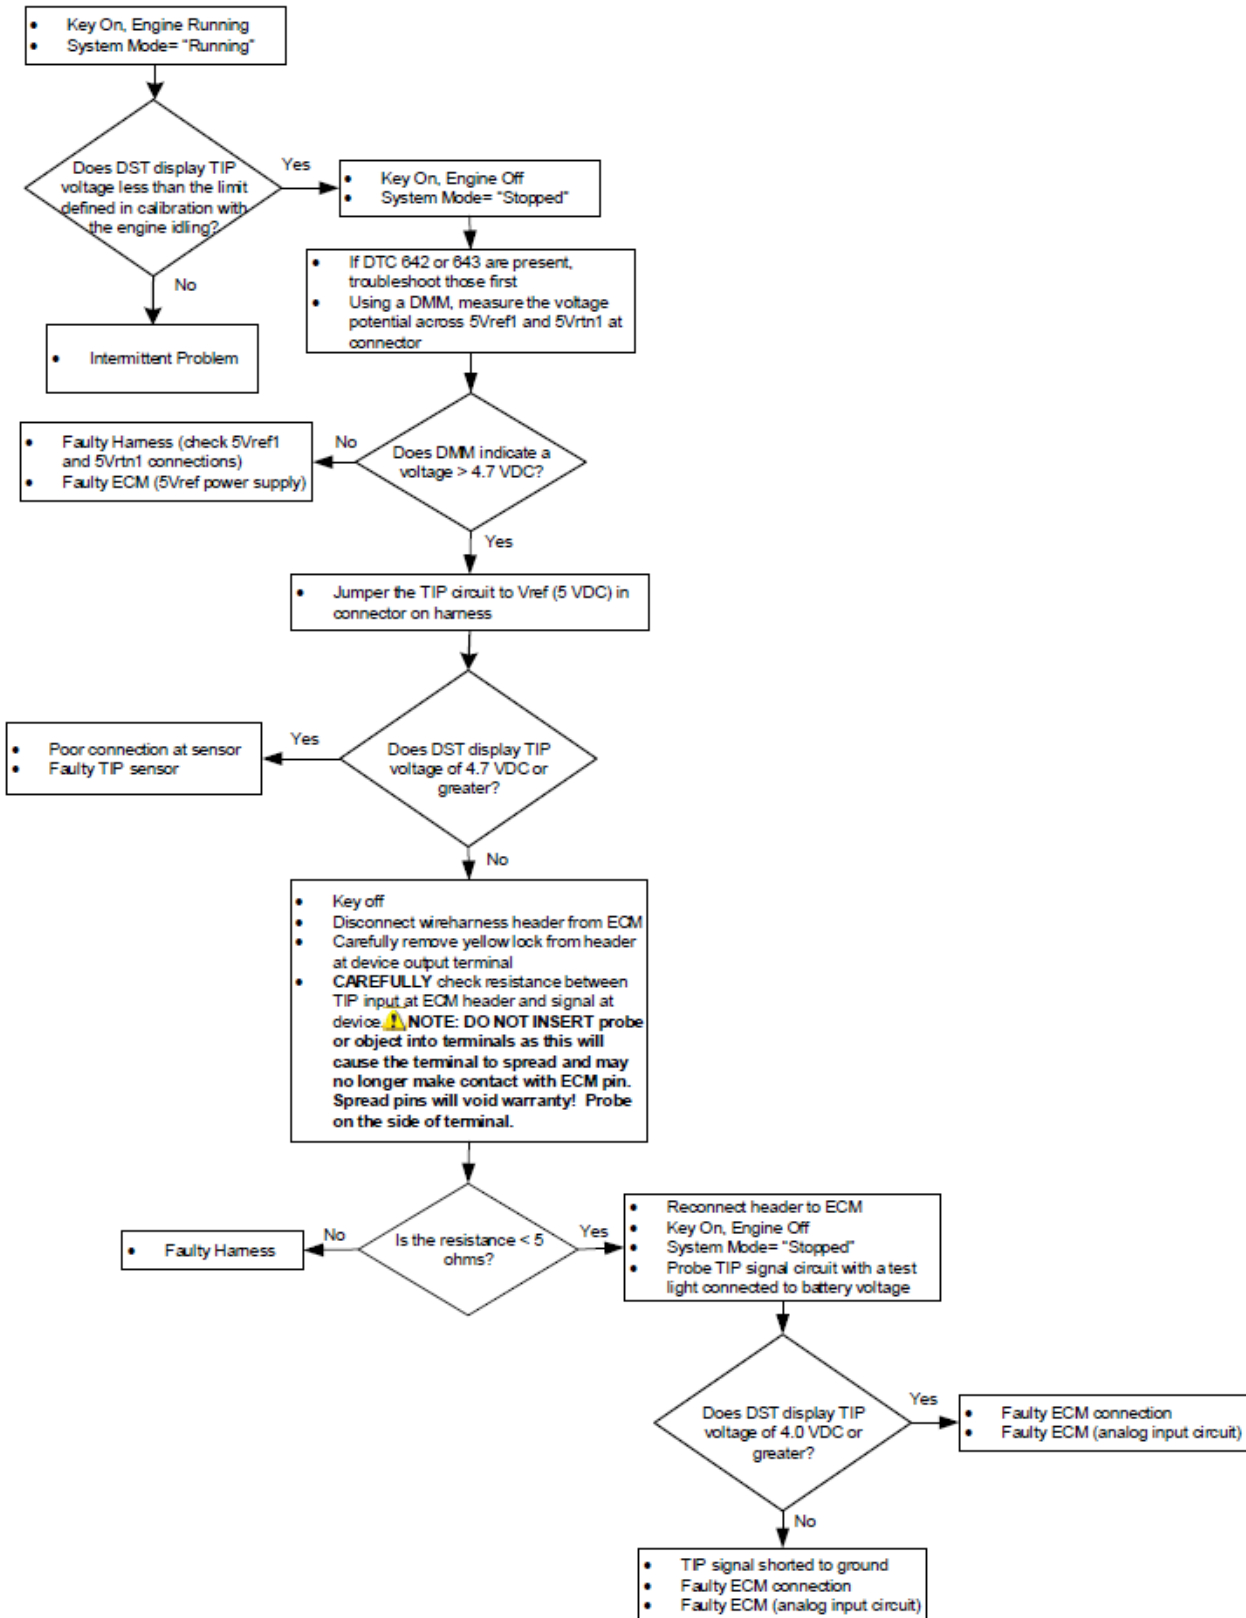 • Key On, Engine Running
• System Mode= "Running"
Does DST display TIP
voltage less than the limit
defined in calibration with
the engine idling?
Yes
• Key On, Engine Off
• System Mode= "Stopped"
No
• Intermittent Problem
• If DTC 642 or 643 are present,
troubleshoot those first
• Using a DMM, measure the voltage
potential across 5Vref1 and 5Vrtn1 at
connector
Does DMM indicate a
voltage > 4.7 VDC?
No
• Faulty Harness (check 5Vref1
and 5Vrtn1 connections)
• Faulty ECM (5Vref power supply)
Yes
• Jumper the TIP circuit to Vref (5 VDC) in
connector on harness
Does DST display TIP
voltage of 4.7 VDC or
greater?
Yes
• Poor connection at sensor
• Faulty TIP sensor
No
• Key off
• Disconnect wireharness header from ECM
• Carefully remove yellow lock from header
at device output terminal
• CAREFULLY check resistance between
TIP input at ECM header and signal at
device. NOTE: DO NOT INSERT probe
or object into terminals as this will
cause the terminal to spread and may
no longer make contact with ECM pin.
Spread pins will void warranty! Probe
on the side of terminal.
Is the resistance < 5
ohms?
No
• Faulty Harness
Yes
• Reconnect header to ECM
• Key On, Engine Off
• System Mode= "Stopped"
• Probe TIP signal circuit with a test
light connected to battery voltage
Does DST display TIP
voltage of 4.0 VDC or
greater?
Yes
• Faulty ECM connection
• Faulty ECM (analog input circuit)
No
• TIP signal shorted to ground
• Faulty ECM connection
• Faulty ECM (analog input circuit)